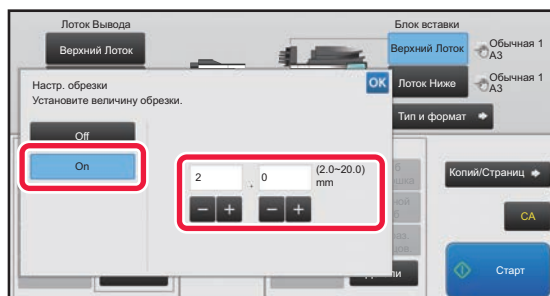 Лоток Вывода
Блок вставки
Верхний Лоток
Верхний Лоток
Обычная 1
A3
Настр. обрезки
OK
Установите величину обрезки.
Лоток Ниже
Обычная 1
A3
Off
Тип и формат
On
2 . 0 (2.0~20.0)
mm
Копий/Страниц
− + − +
CA
Старт